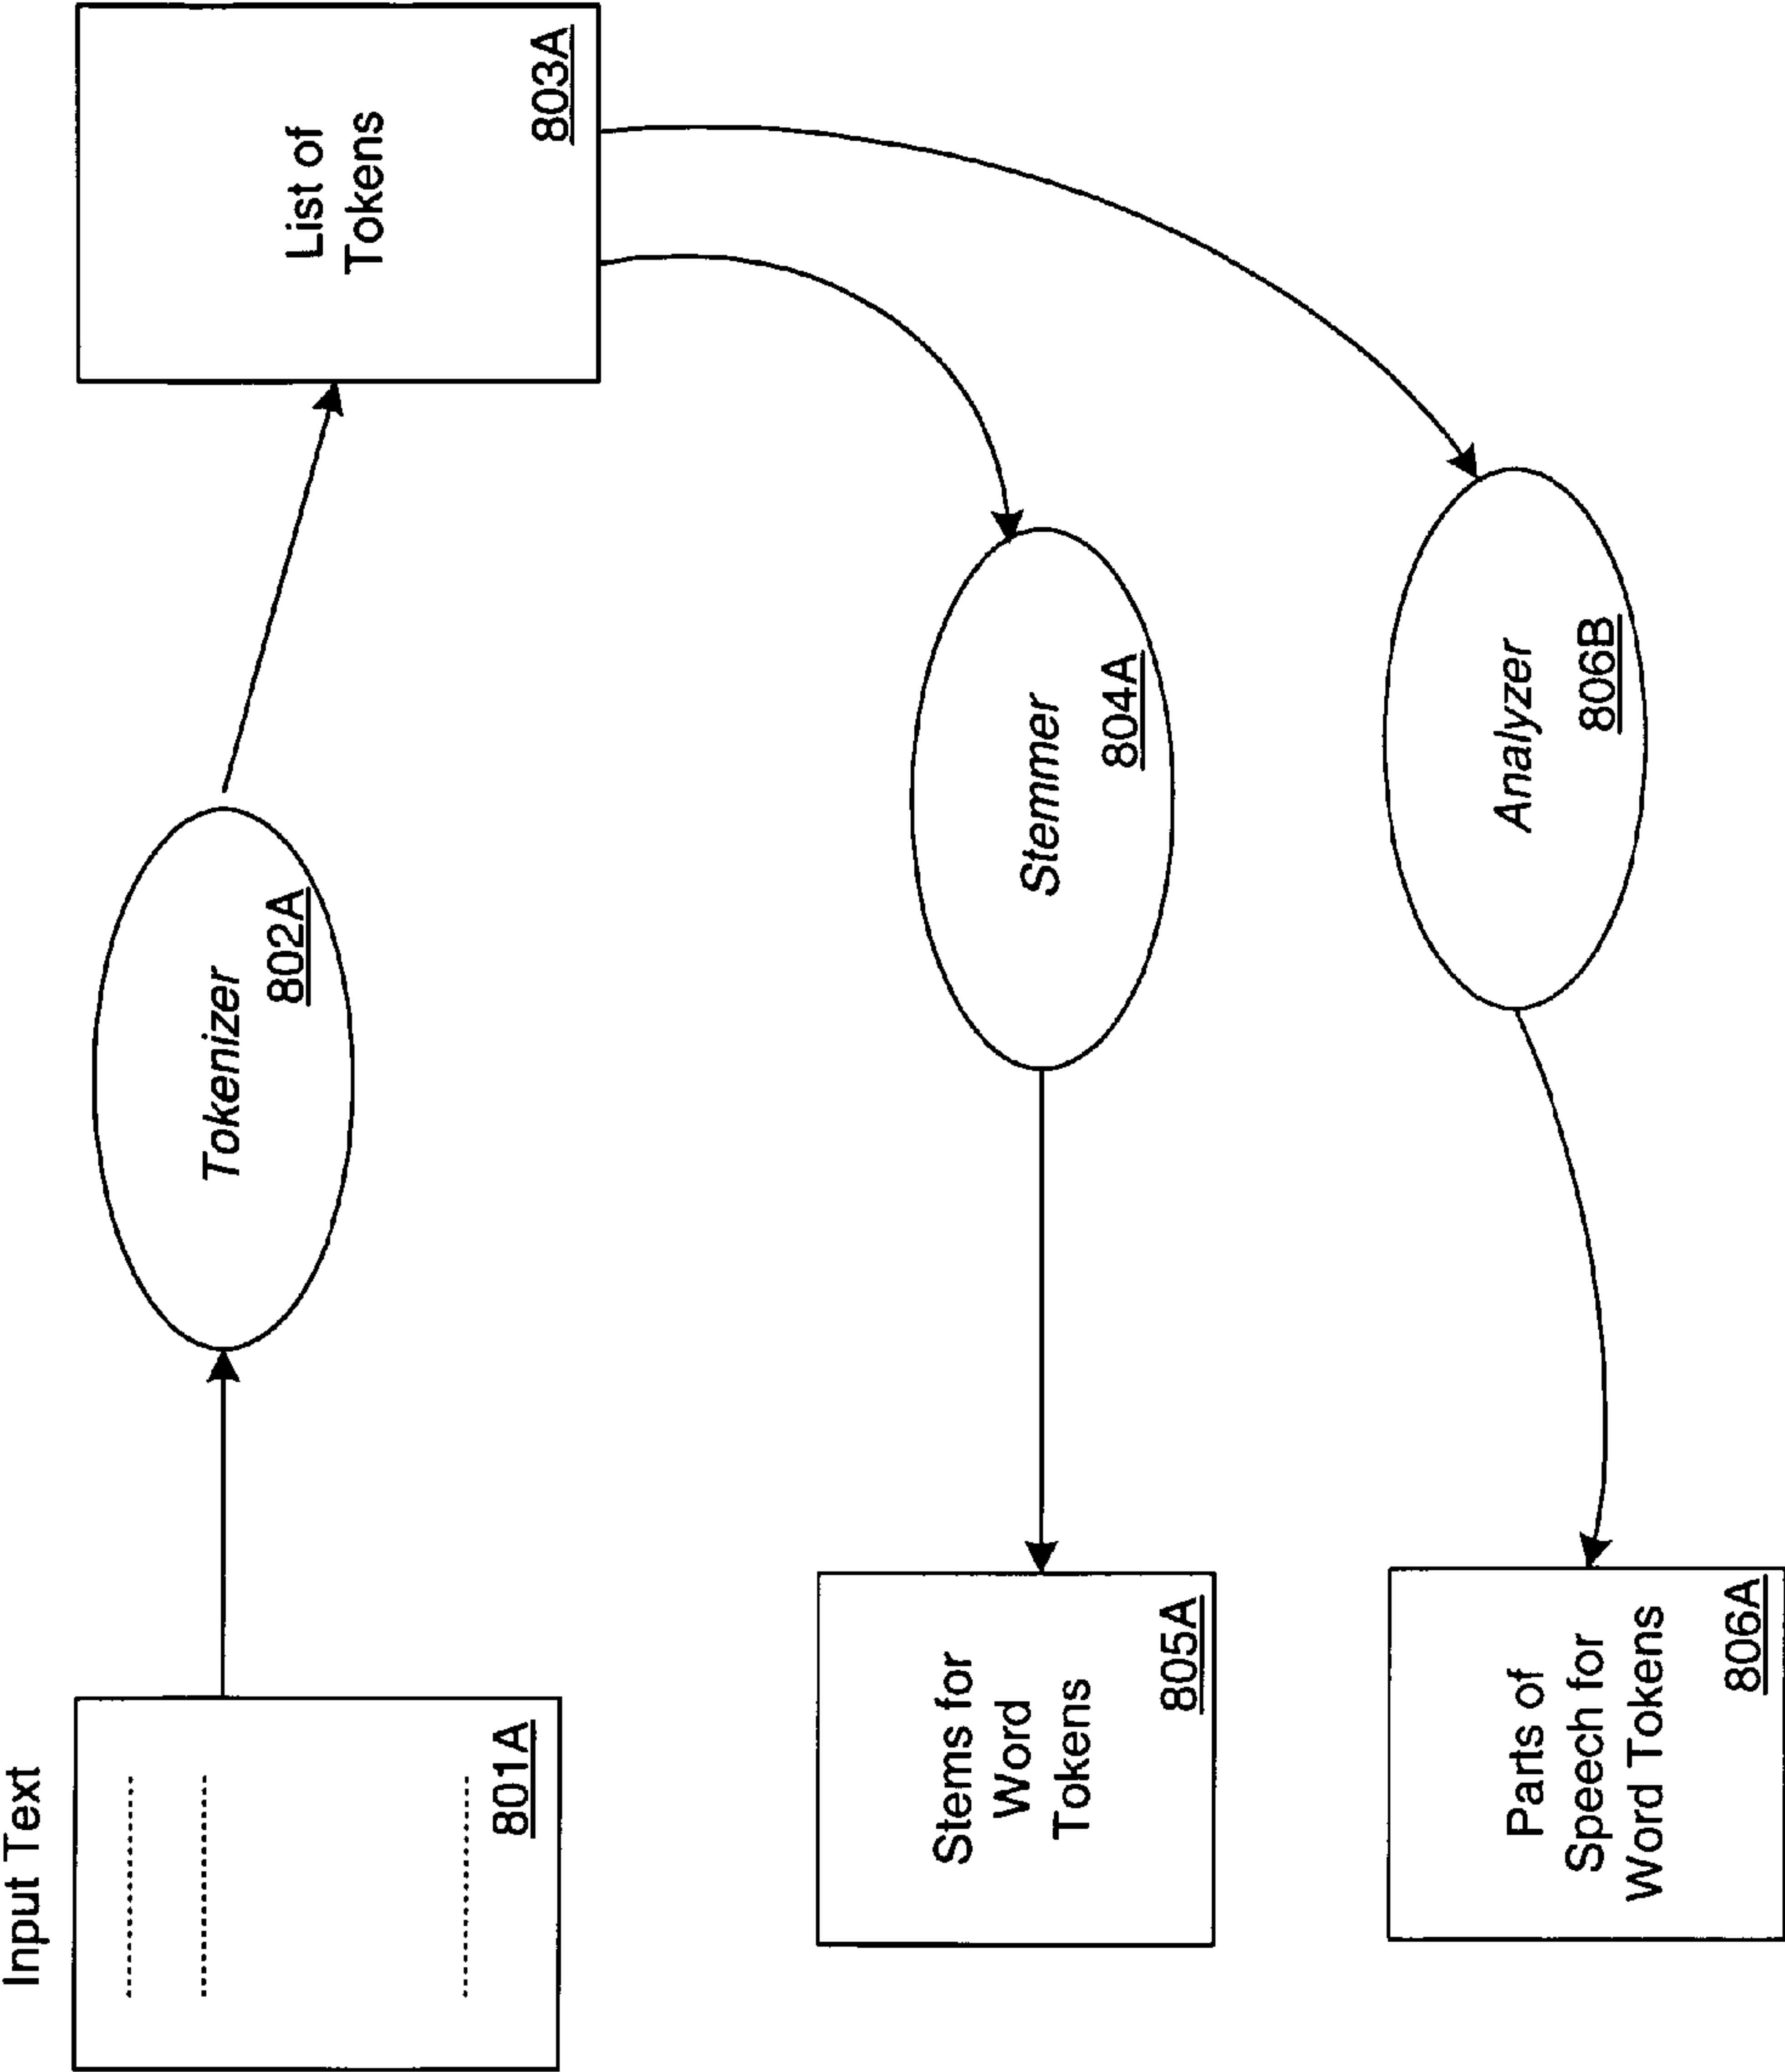 Input Text
801A
Tokenizer
802A
List of
Tokens
803A
Stems for
Word
Tokens
805A
Stemmer
804A
Parts of
Speech for
Word Tokens
806A
Analyzer
806B